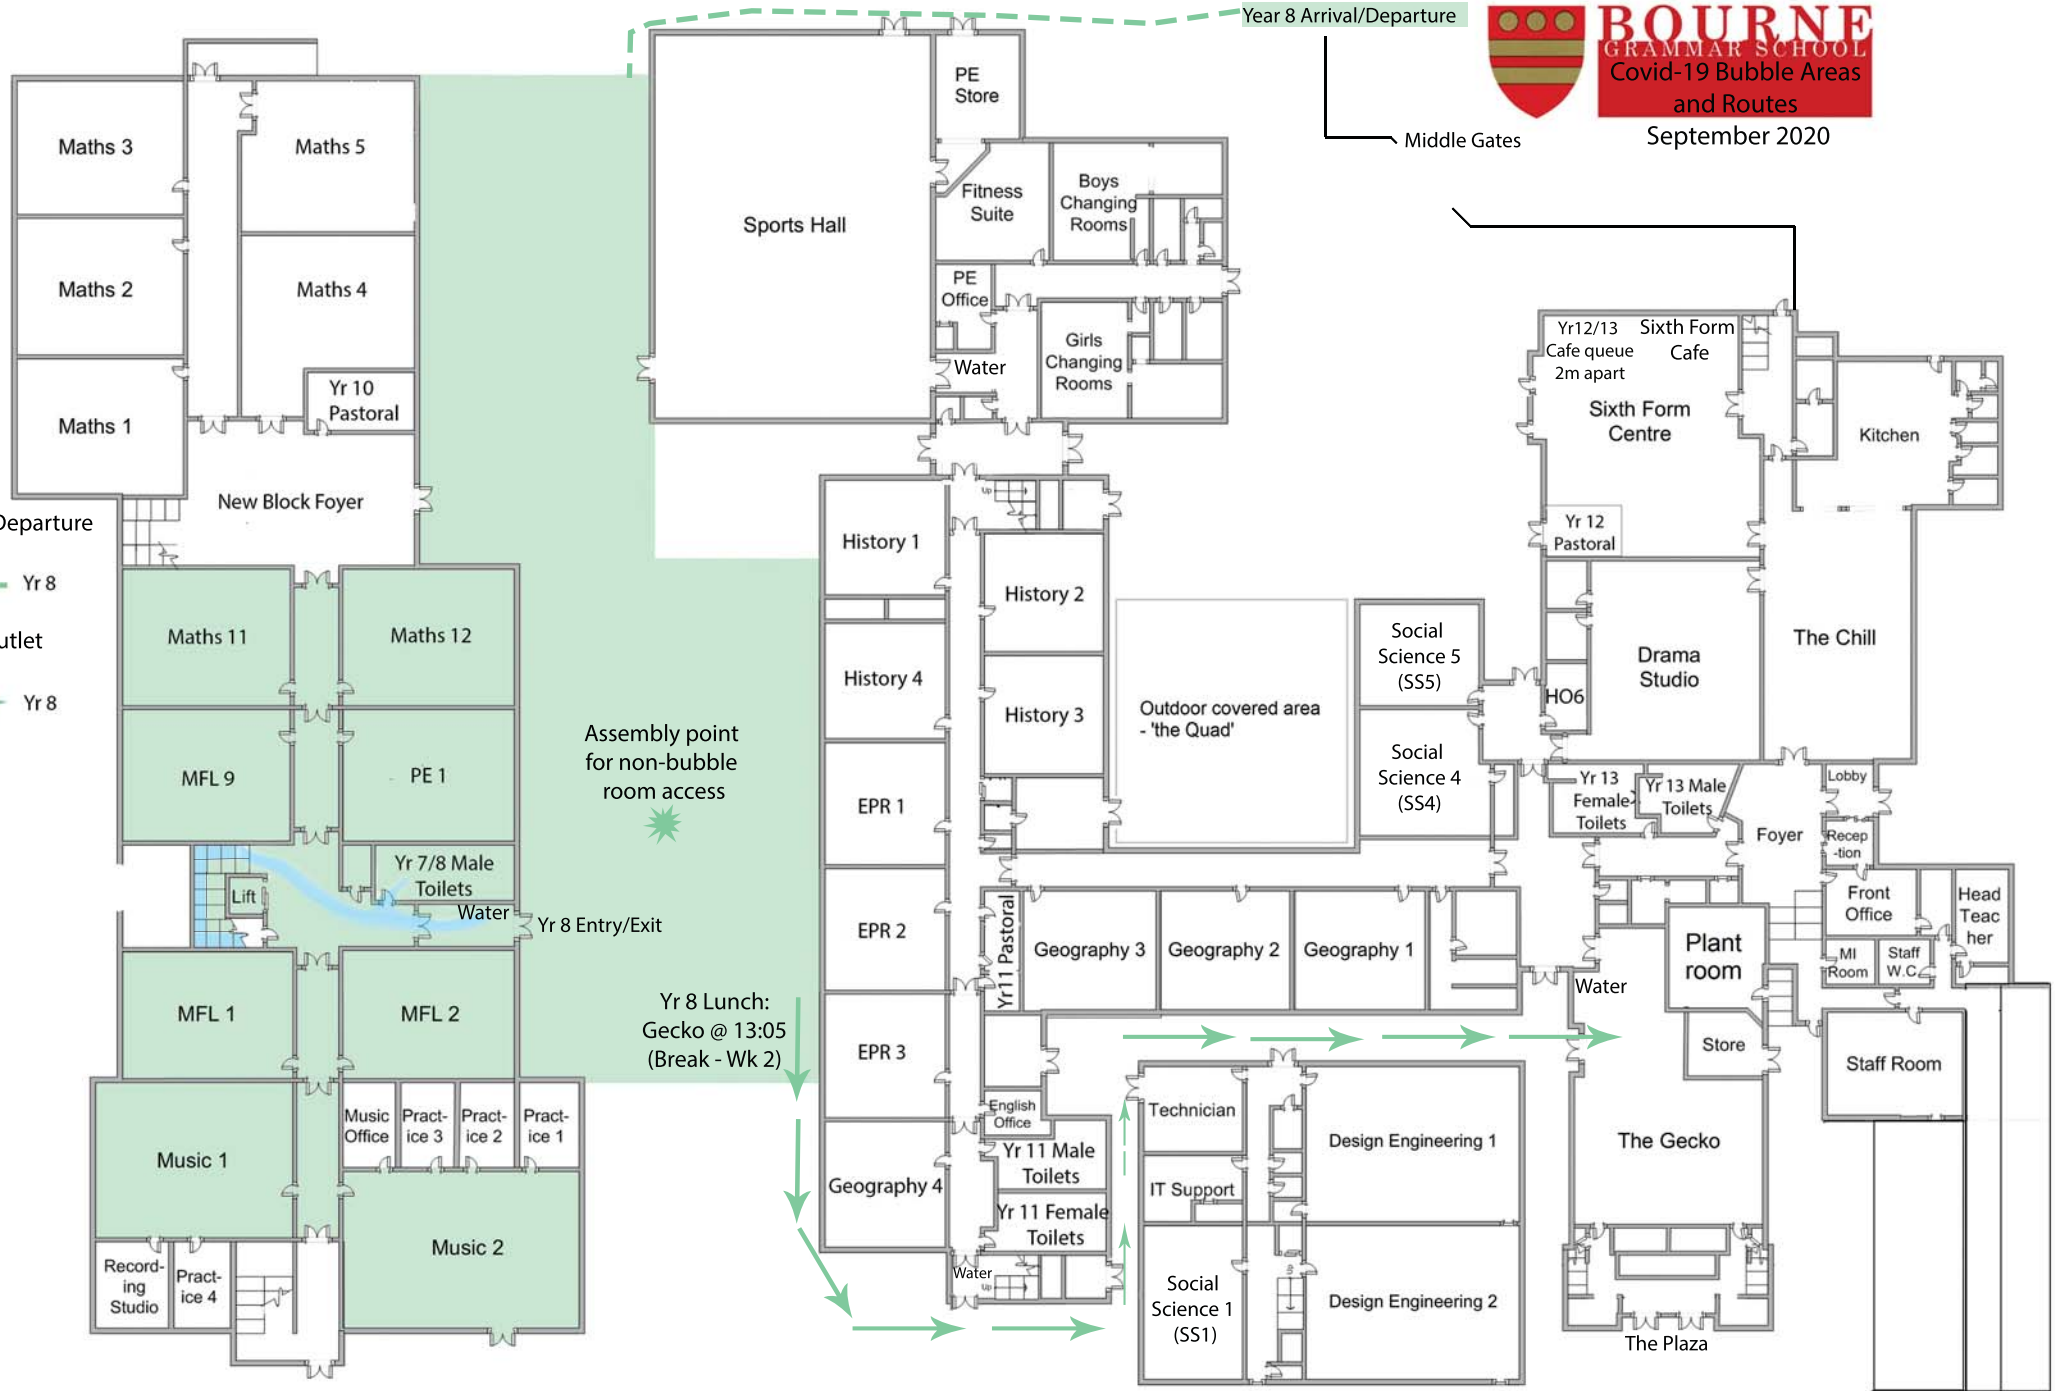 Year 8 Arrival/Departure
BOURNE
GRAMMAR SCHOOL
Covid-19 Bubble Areas
and Routes
September 2020
Middle Gates
Maths 3
Maths 5
Maths 2
Maths 4
Yr 10
Pastoral
Maths 1
New Block Foyer
Departure
Yr 8
utlet
Yr 8
Maths 11
Maths 12
MFL 9
PE 1
Yr 7/8 Male
Toilets
Lift
Water
Yr 8 Entry/Exit
MFL 1
MFL 2
Music 1
Music
Office
Pract-
ice 3
Pract-
ice 2
Pract-
ice 1
Music 2
Record-
ing
Studio
Pract-
ice 4
Assembly point
for non-bubble
room access
Yr 8 Lunch:
Gecko @ 13:05
(Break - Wk 2)
Sports Hall
PE
Store
Fitness
Suite
Boys
Changing
Rooms
PE
Office
Girls
Changing
Rooms
Water
Up
History 1
History 2
History 4
History 3
EPR 1
EPR 2
EPR 3
Geography 4
Yr11 Pastoral
Geography 3
Geography 2
Geography 1
English
Office
Yr 11 Male
Toilets
Yr 11 Female
Toilets
Water
Up
Outdoor covered area
- 'the Quad'
Social
Science 5
(SS5)
Social
Science 4
(SS4)
Technician
IT Support
Social
Science 1
(SS1)
Up
Design Engineering 1
Design Engineering 2
Yr12/13
Cafe queue
2m apart
Sixth Form
Cafe
Sixth Form
Centre
Kitchen
Yr 12
Pastoral
HO6
Drama
Studio
The Chill
Yr 13
Female
Toilets
Yr 13 Male
Toilets
Lobby
Foyer
Recep
-tion
Front
Office
Head
Teac
her
Plant
room
MI
Room
Staff
W.C.
Water
Store
Staff Room
The Gecko
The Plaza